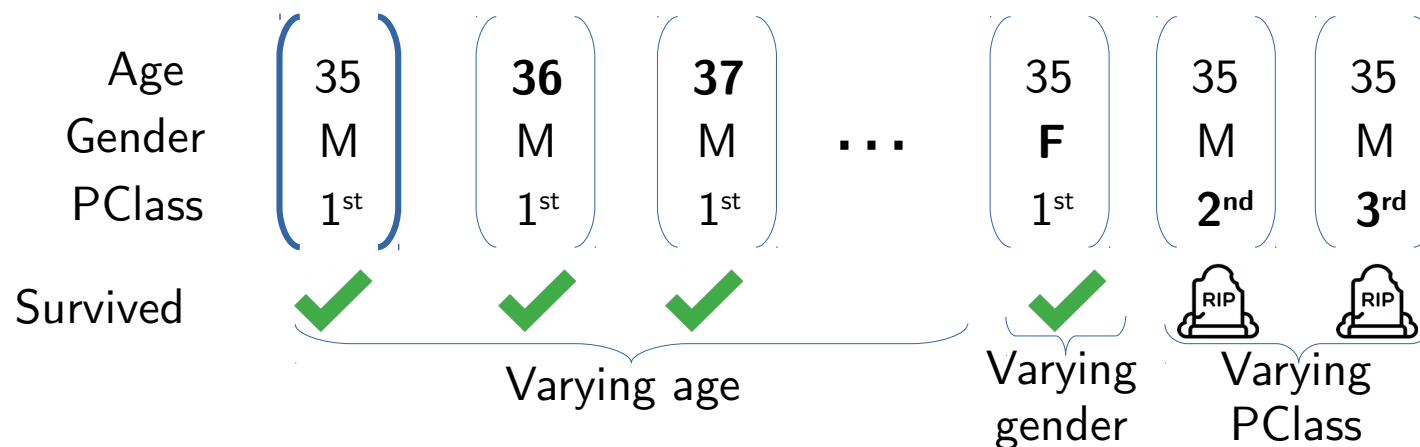 Age 35 36 37 35 35 35
Gender M M M ... F M M
PClass 1st 1st 1st 1st 2nd 3rd
Survived RIP RIP
Varying age
Varying gender
Varying PClass